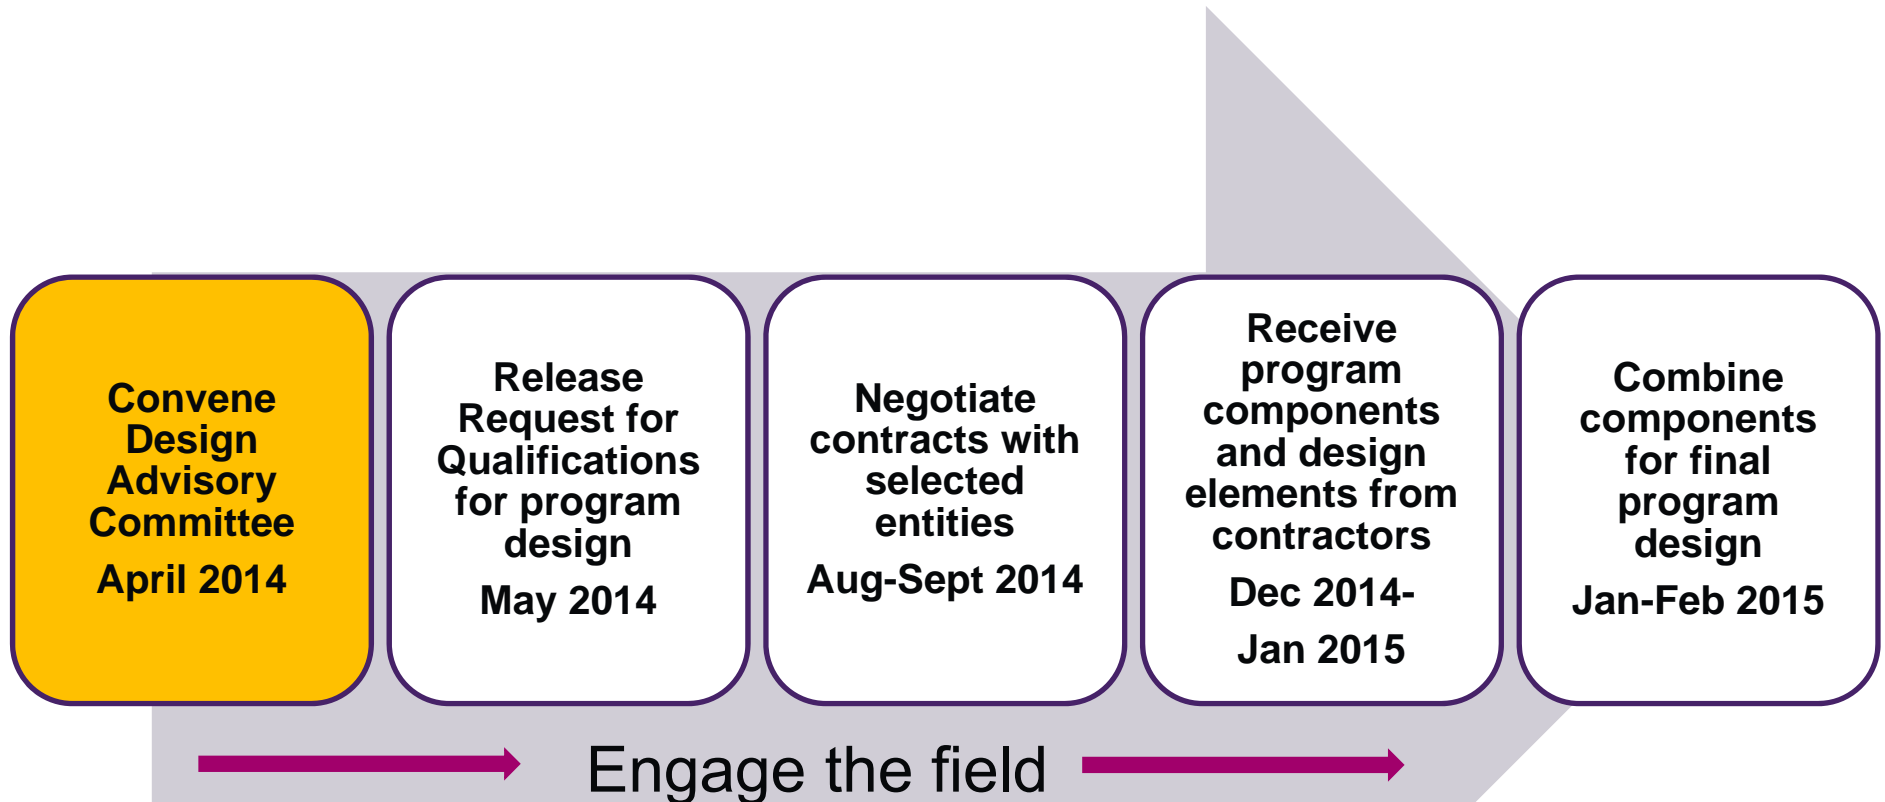 Convene
Design
Advisory
Committee
April 2014
Release
Request for
Qualifications
for program
design
May 2014
Negotiate
contracts with
selected
entities
Aug-Sept 2014
Receive
program
components
and design
elements from
contractors
Dec 2014-
Jan 2015
Combine
components
for final
program
design
Jan-Feb 2015
Engage the field